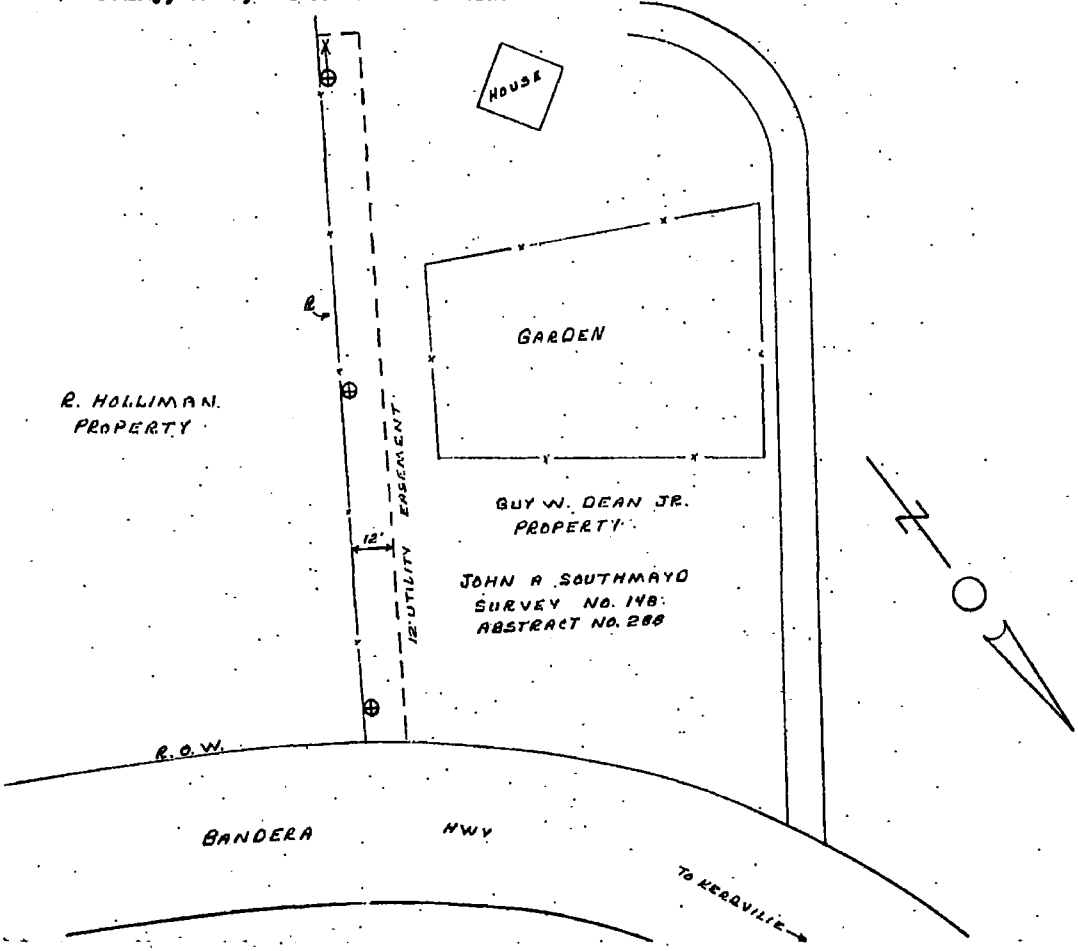 HOUSE
GARDEN
R. HOLLIMAN.
PROPERTY
12' UTILITY EASEMENT
12'
GUY W. DEAN JR.
PROPERTY
JOHN A SOUTHMAYD
SURVEY NO. 148
ABSTRACT NO. 288
N
R.O.W.
BANDERA HWY
TO KERRVILLE